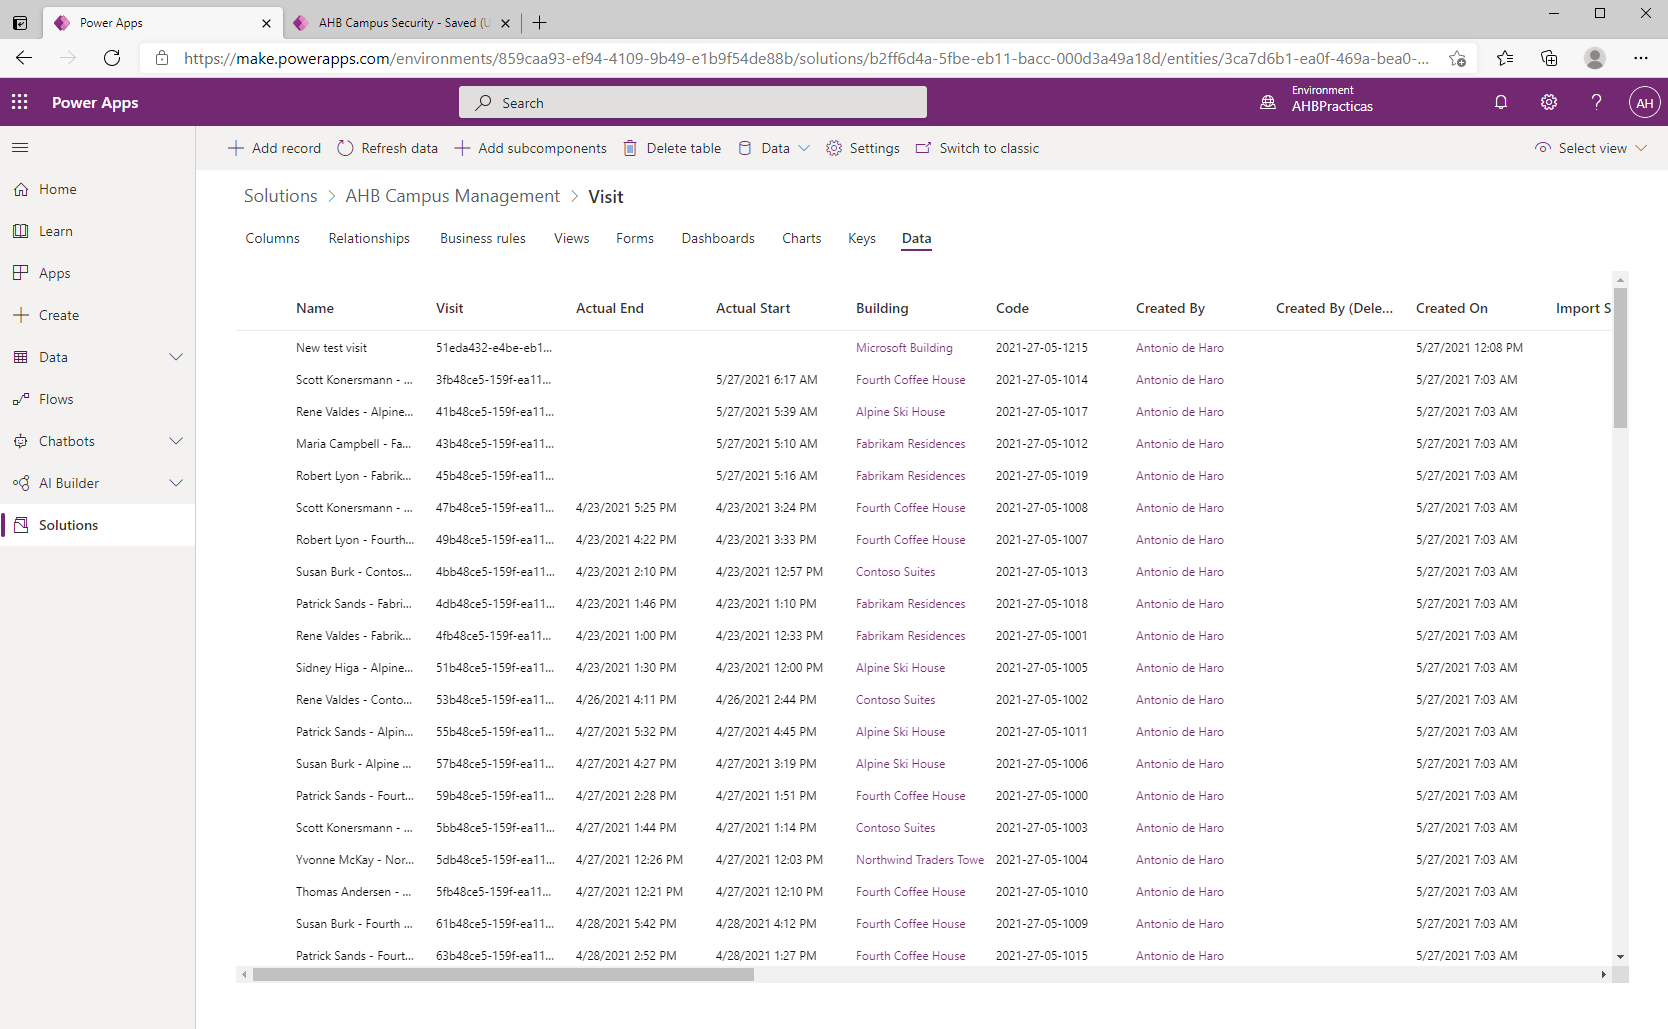 Power Apps
AHB Campus Security - Saved (U
https://make.powerapps.com/environments/859caa93-ef94-4109-9b49-e1b9f54de88b/solutions/b2ff6d4a-5fbe-eb11-bacc-000d3a49a18d/entities/3ca7d6b1-ea0f-469a-bea0-...
Power Apps
Search
Environment
AHBPracticas
?
AH
Add record Refresh data Add subcomponents Delete table Data Settings Switch to classic Select view
Home
Learn
Apps
Create
Data
Flows
Chatbots
AI Builder
Solutions
Solutions > AHB Campus Management > Visit
Columns Relationships Business rules Views Forms Dashboards Charts Keys Data
Name Visit Actual End Actual Start Building Code Created By Created By (Dele... Created On Import S
New test visit 51eda432-e4be-eb1... Microsoft Building 2021-27-05-1215 Antonio de Haro 5/27/2021 12:08 PM
Scott Konersmann - ... 3fb48ce5-159f-ea11... 5/27/2021 6:17 AM Fourth Coffee House 2021-27-05-1014 Antonio de Haro 5/27/2021 7:03 AM
Rene Valdes - Alpine... 41b48ce5-159f-ea11... 5/27/2021 5:39 AM Alpine Ski House 2021-27-05-1017 Antonio de Haro 5/27/2021 7:03 AM
Maria Campbell - Fa... 43b48ce5-159f-ea11... 5/27/2021 5:10 AM Fabrikam Residences 2021-27-05-1012 Antonio de Haro 5/27/2021 7:03 AM
Robert Lyon - Fabrik... 45b48ce5-159f-ea11... 5/27/2021 5:16 AM Fabrikam Residences 2021-27-05-1019 Antonio de Haro 5/27/2021 7:03 AM
Scott Konersmann - ... 47b48ce5-159f-ea11... 4/23/2021 5:25 PM 4/23/2021 3:24 PM Fourth Coffee House 2021-27-05-1008 Antonio de Haro 5/27/2021 7:03 AM
Robert Lyon - Fourth... 49b48ce5-159f-ea11... 4/23/2021 4:22 PM 4/23/2021 3:33 PM Fourth Coffee House 2021-27-05-1007 Antonio de Haro 5/27/2021 7:03 AM
Susan Burk - Contos... 4bb48ce5-159f-ea11... 4/23/2021 2:10 PM 4/23/2021 12:57 PM Contoso Suites 2021-27-05-1013 Antonio de Haro 5/27/2021 7:03 AM
Patrick Sands - Fabri... 4db48ce5-159f-ea11... 4/23/2021 1:46 PM 4/23/2021 1:10 PM Fabrikam Residences 2021-27-05-1018 Antonio de Haro 5/27/2021 7:03 AM
Rene Valdes - Fabrik... 4fb48ce5-159f-ea11... 4/23/2021 1:00 PM 4/23/2021 12:33 PM Fabrikam Residences 2021-27-05-1001 Antonio de Haro 5/27/2021 7:03 AM
Sidney Higa - Alpine... 51b48ce5-159f-ea11... 4/23/2021 1:30 PM 4/23/2021 12:00 PM Alpine Ski House 2021-27-05-1005 Antonio de Haro 5/27/2021 7:03 AM
Rene Valdes - Conto... 53b48ce5-159f-ea11... 4/26/2021 4:11 PM 4/26/2021 2:44 PM Contoso Suites 2021-27-05-1002 Antonio de Haro 5/27/2021 7:03 AM
Patrick Sands - Alpin... 55b48ce5-159f-ea11... 4/27/2021 5:32 PM 4/27/2021 4:45 PM Alpine Ski House 2021-27-05-1011 Antonio de Haro 5/27/2021 7:03 AM
Susan Burk - Alpine ... 57b48ce5-159f-ea11... 4/27/2021 4:27 PM 4/27/2021 3:19 PM Alpine Ski House 2021-27-05-1006 Antonio de Haro 5/27/2021 7:03 AM
Patrick Sands - Fourt... 59b48ce5-159f-ea11... 4/27/2021 2:28 PM 4/27/2021 1:51 PM Fourth Coffee House 2021-27-05-1000 Antonio de Haro 5/27/2021 7:03 AM
Scott Konersmann - ... 5bb48ce5-159f-ea11... 4/27/2021 1:44 PM 4/27/2021 1:14 PM Contoso Suites 2021-27-05-1003 Antonio de Haro 5/27/2021 7:03 AM
Yvonne McKay - Nor... 5db48ce5-159f-ea11... 4/27/2021 12:26 PM 4/27/2021 12:03 PM Northwind Traders Towe 2021-27-05-1004 Antonio de Haro 5/27/2021 7:03 AM
Thomas Andersen - ... 5fb48ce5-159f-ea11... 4/27/2021 12:21 PM 4/27/2021 12:10 PM Fourth Coffee House 2021-27-05-1010 Antonio de Haro 5/27/2021 7:03 AM
Susan Burk - Fourth ... 61b48ce5-159f-ea11... 4/28/2021 5:42 PM 4/28/2021 4:12 PM Fourth Coffee House 2021-27-05-1009 Antonio de Haro 5/27/2021 7:03 AM
Patrick Sands - Fourt... 63b48ce5-159f-ea11... 4/28/2021 2:52 PM 4/28/2021 1:27 PM Fourth Coffee House 2021-27-05-1015 Antonio de Haro 5/27/2021 7:03 AM